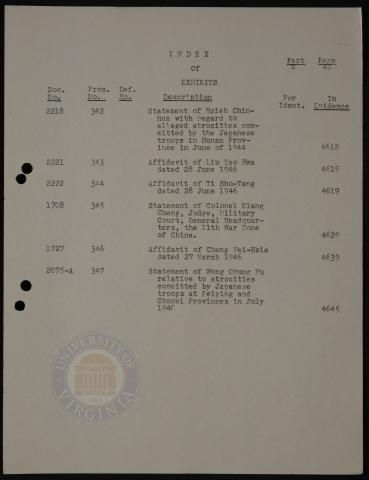 INDEX
Of
EXHIBITS
Doc. No. Pros. No. Def. No. Description For Ident. In Evidence
2218 342 Statement of Hsieh Chin-
hua with regard to
alleged atrocities com-
mitted by the Japanese
troops in Hunan Prov-
ince in June of 1944 4612
2221 343 Affidavit of Liu Yao Hwa
dated 28 June 1946 4615
2222 344 Affidavit of Ti Shu-Tang
dated 28 June 1946 4619
1708 345 Statement of Colonel Kiang
Cheng, Judge, Military
Court, General Headquar-
ters, the 11th War Zone
of China. 4629
1727 346 Affidavit of Cheng Wei-Hsia
dated 27 March 1946 4639
2075-A 347 Statement of Wong Chung Fu
relative to atrocities
committed by Japanese
troops at Peiping and
Chopei Provinces in July
1940 4645
UNIVERSITY OF VIRGINIA